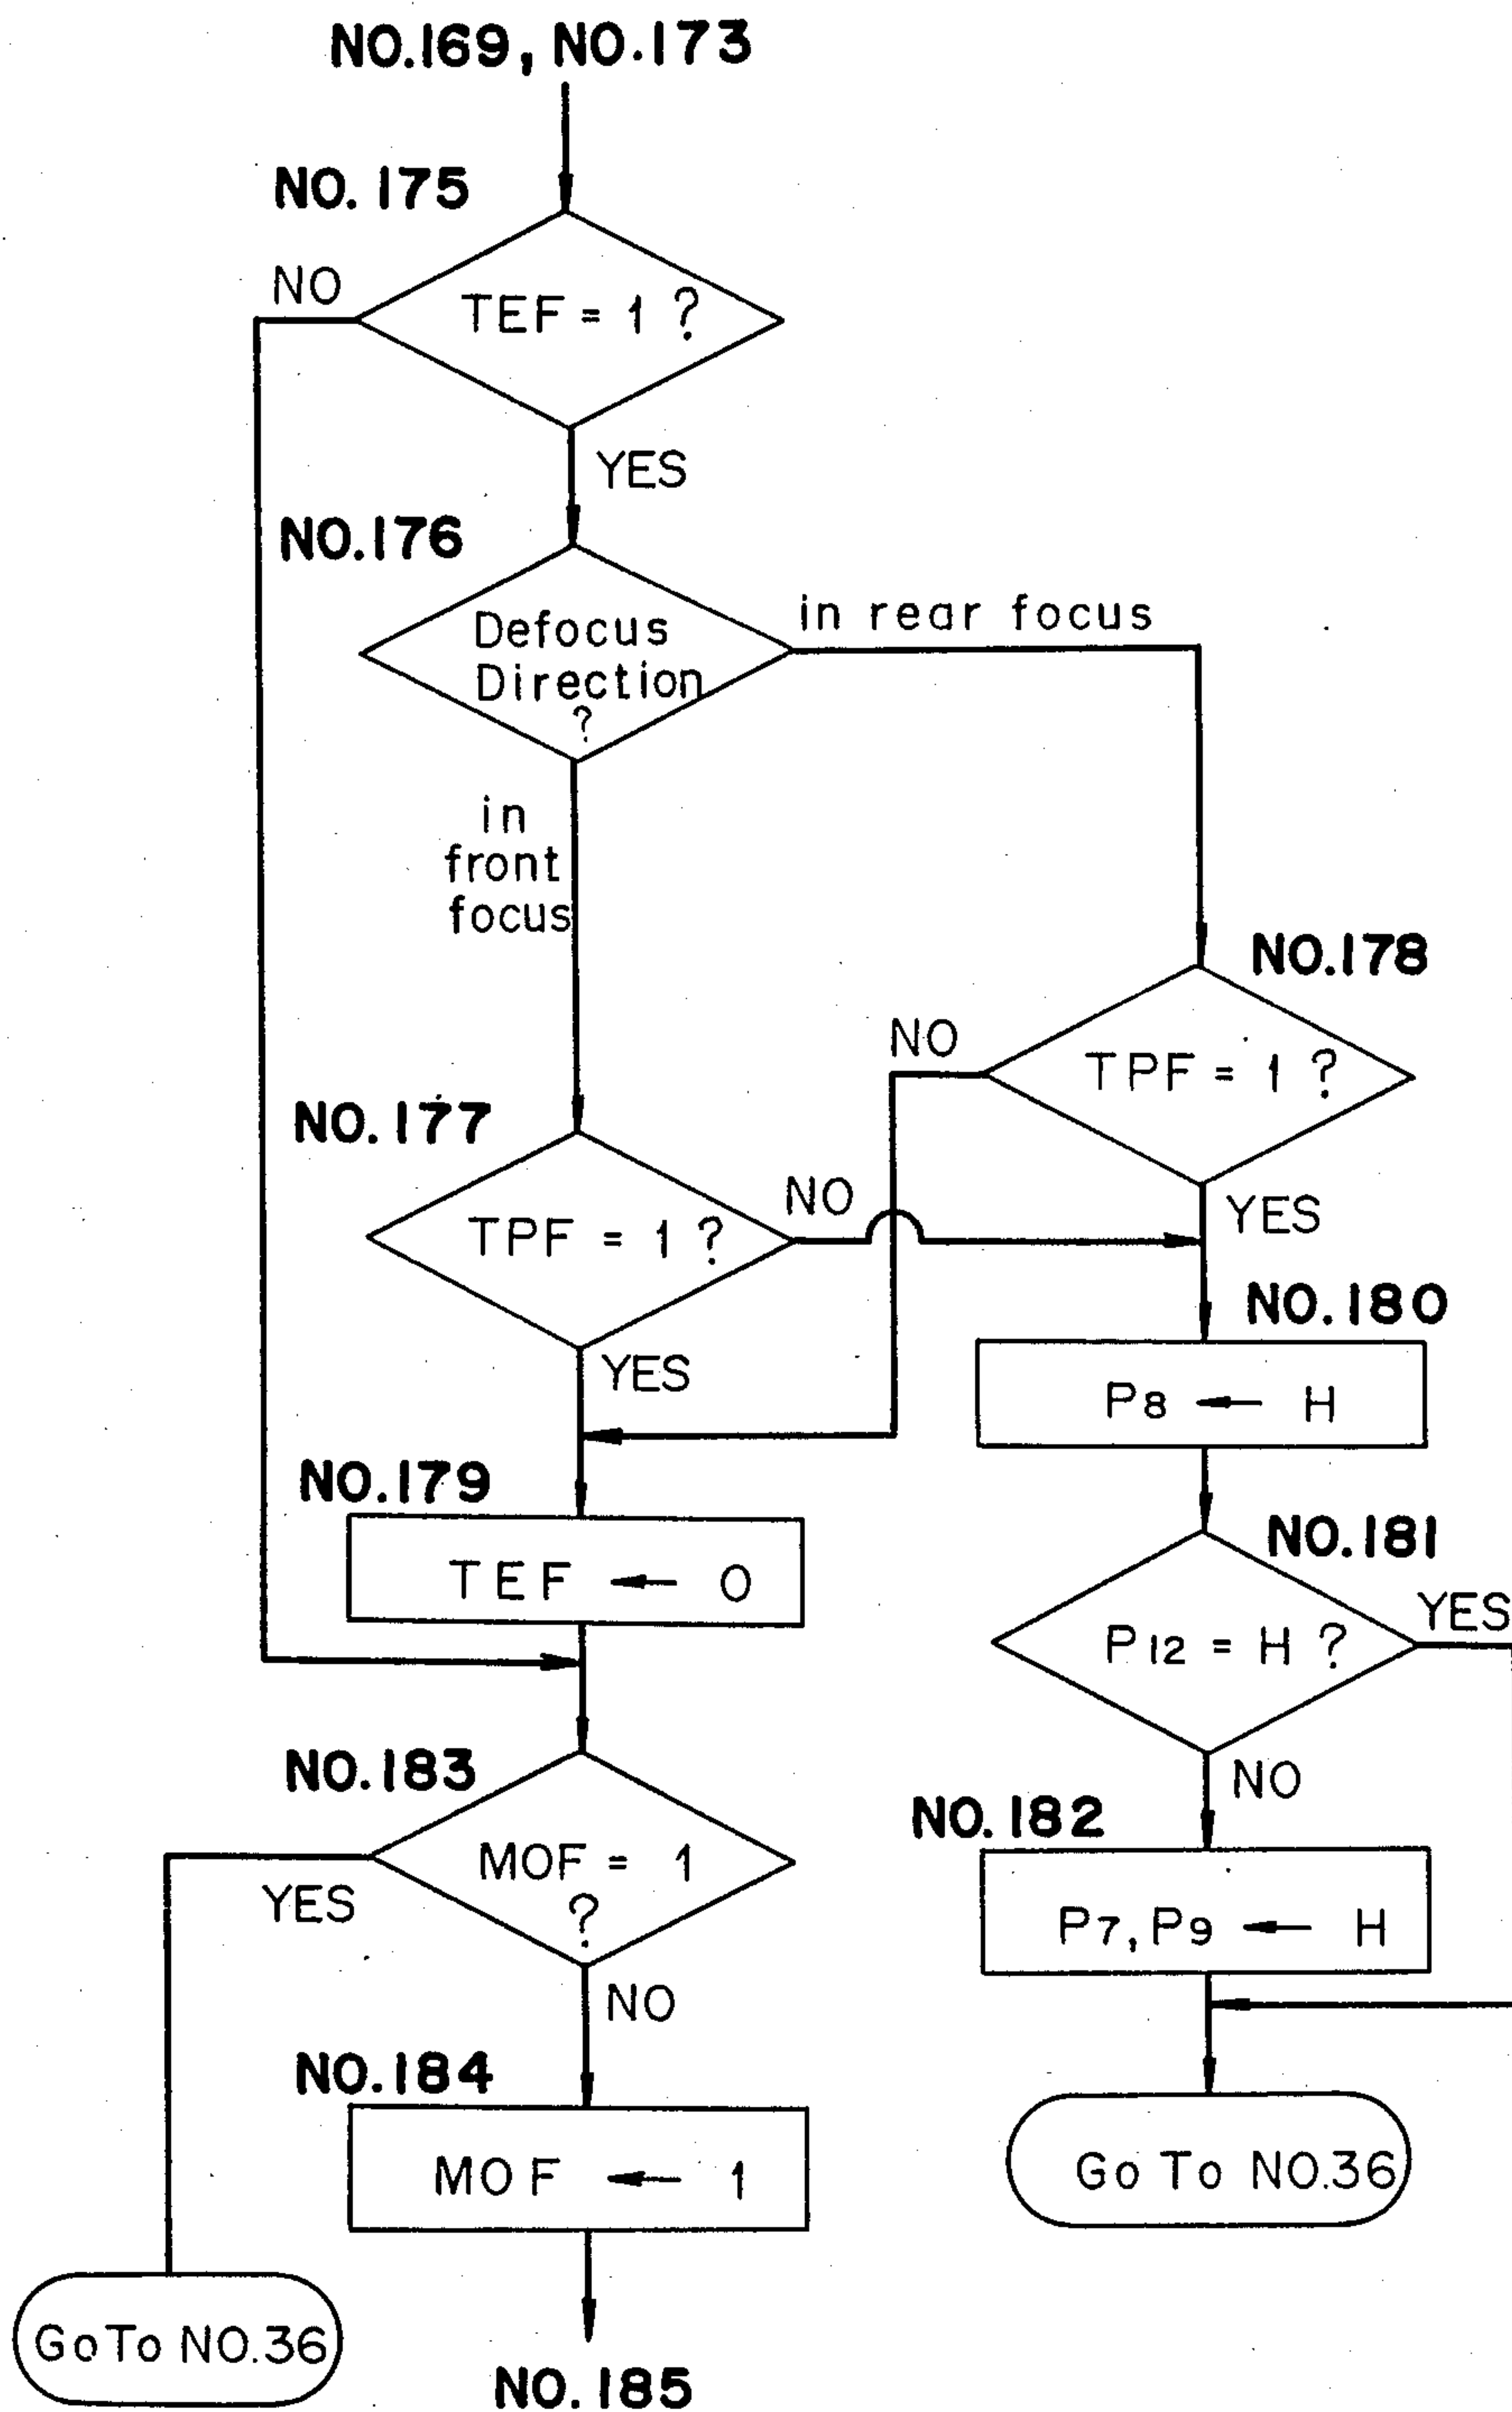 NO.169, NO.173
NO. 175
NO
TEF = 1 ?
YES
NO.176
Defocus
Direction
?
in rear focus
in
front
focus
NO.178
NO
TPF = 1 ?
YES
NO. 177
NO
TPF = 1 ?
YES
NO.180
P8 ← H
NO.179
TEF ← 0
NO.181
YES
P12 = H ?
NO
NO.183
MOF = 1
?
YES
NO
NO. 182
P7, P9 ← H
NO.184
MOF ← 1
Go To NO.36
Go To NO.36
NO. 185